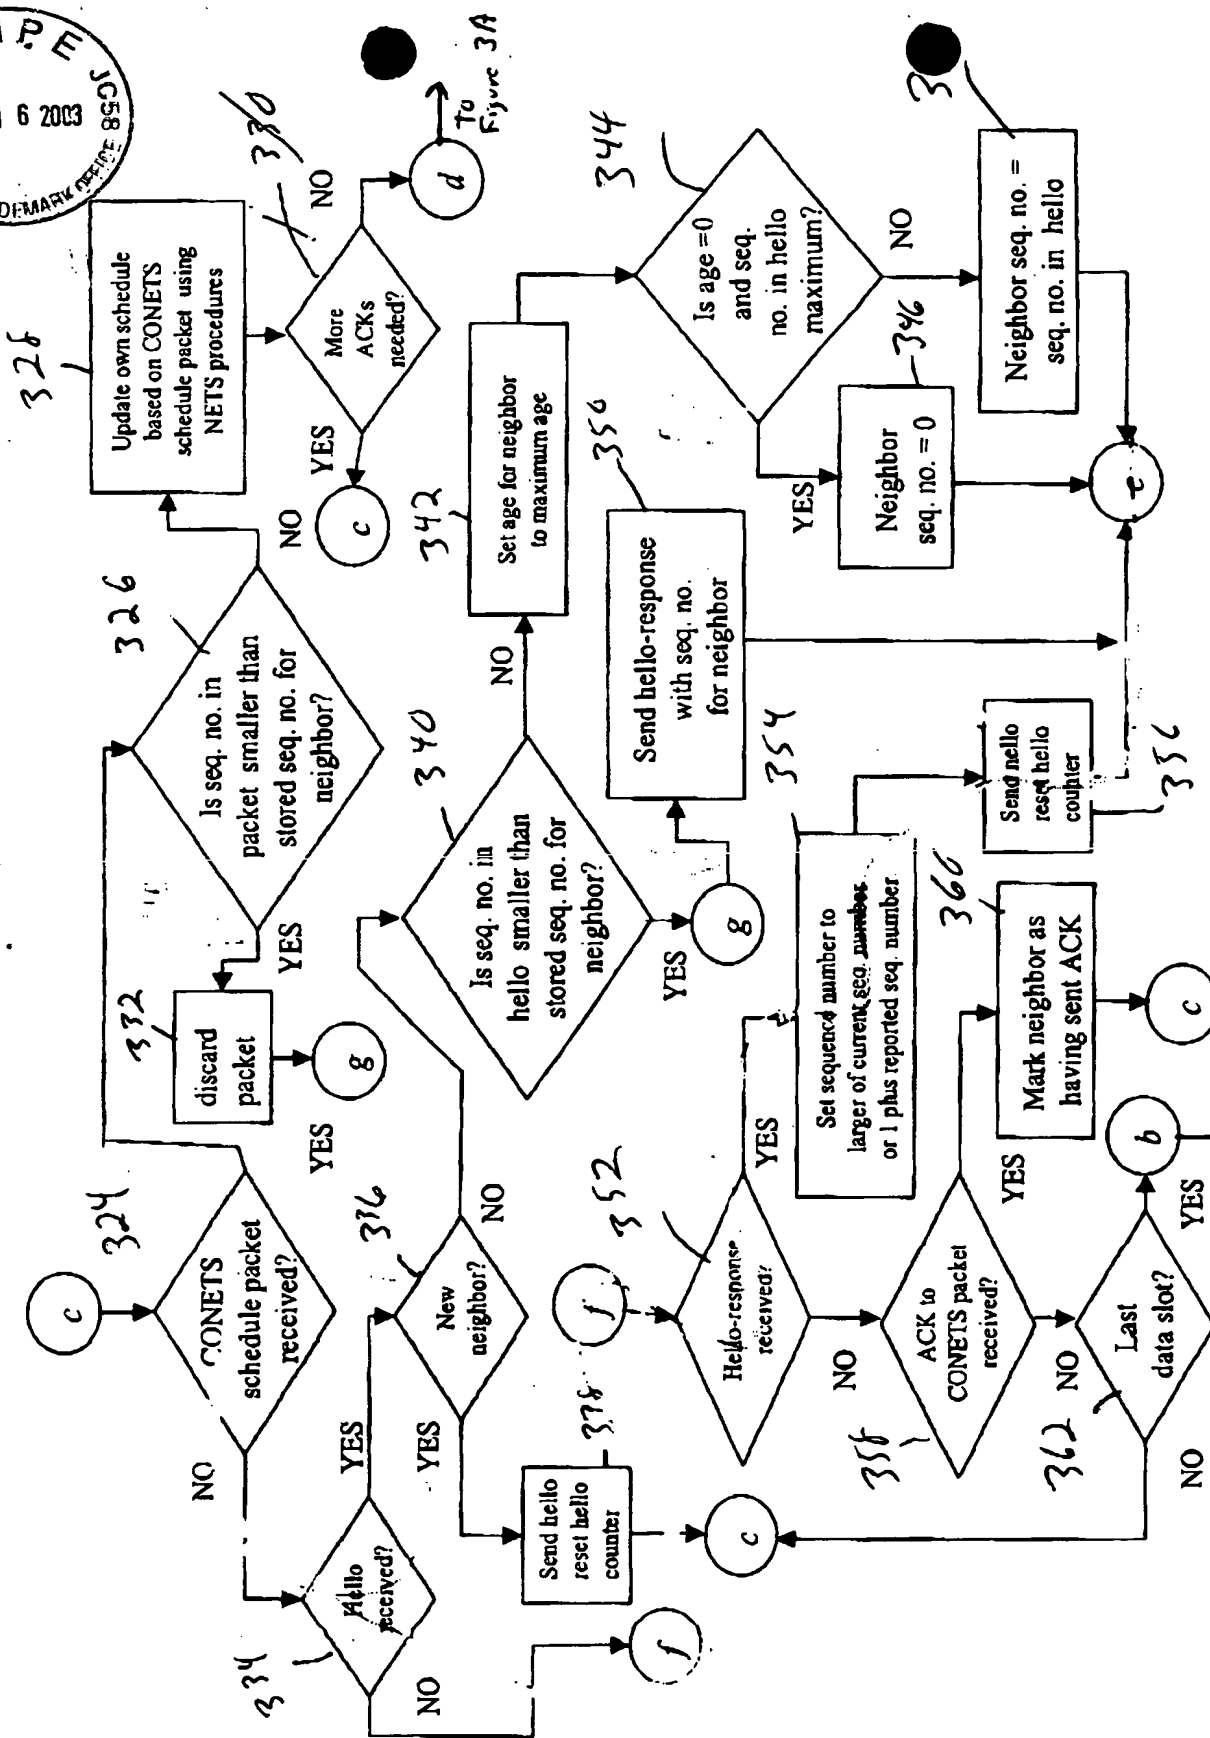 I P E
JC58
6 2003
DEMARK OFFICE
c
324
CONETS
schedule packet
received?
NO
332
discard
packet
g
YES
YES
326
Is seq. no. in
packet smaller than
stored seq. no. for
neighbor?
NO
328
Update own schedule
based on CONETS
schedule packet using
NETS procedures
330
More
ACKs
needed?
YES
c
NO
d
To
Figure 3A
334
Hello
received?
YES
NO
f
336
New
neighbor?
YES
NO
338
Send hello
reset hello
counter
c
340
Is seq. no. in
hello smaller than
stored seq. no. for
neighbor?
YES
g
NO
342
Set age for neighbor
to maximum age
344
Is age =0
and seq.
no. in hello
maximum?
YES
NO
346
Neighbor
seq. no. = 0
3
Neighbor seq. no. =
seq. no. in hello
350
Send hello-response
with seq. no.
for neighbor
f
352
Hello-response
received?
YES
NO
354
Set sequence number to
larger of current seq. number
or 1 plus reported seq. number
Send hello
reset hello
counter
356
358
ACK to
CONETS packet
received?
YES
NO
360
Mark neighbor as
having sent ACK
c
362
Last
data slot?
NO
YES
b